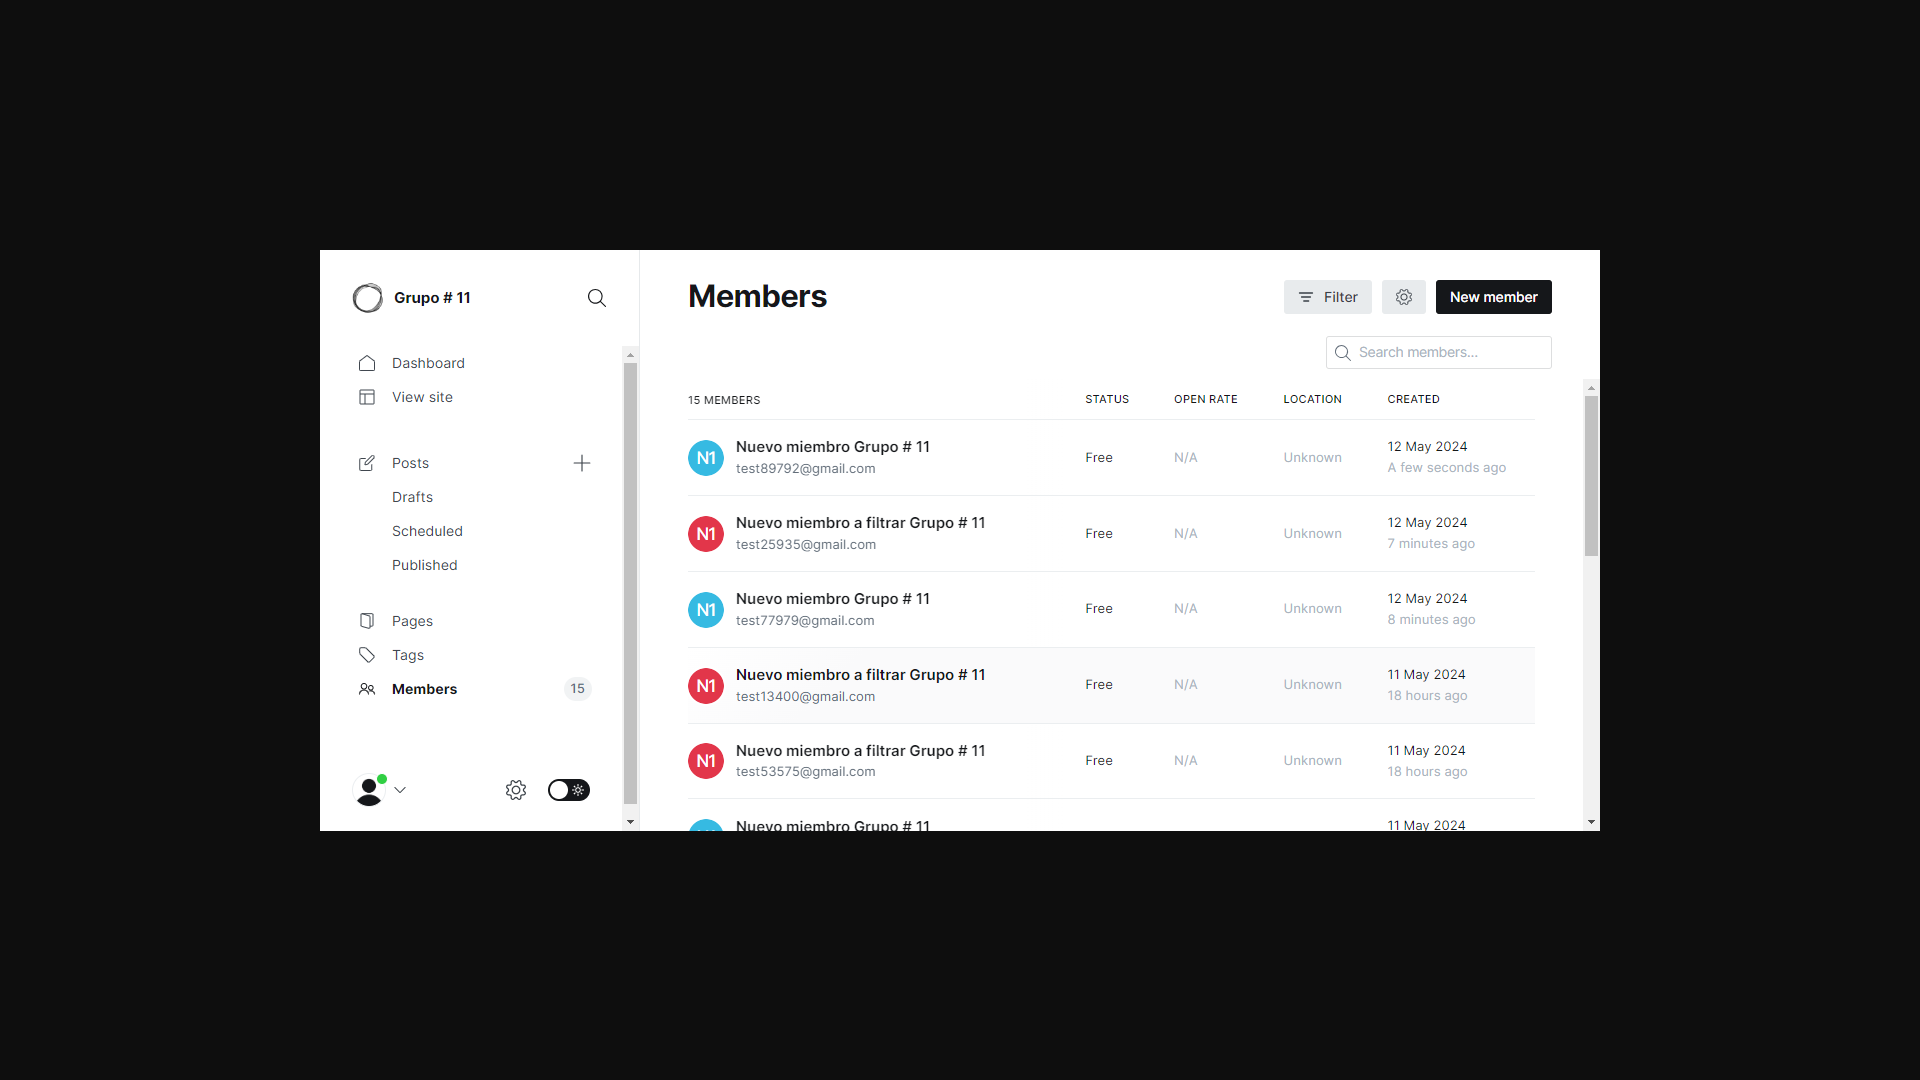 Grupo # 11
Dashboard
View site
Posts
Drafts
Scheduled
Published
Pages
Tags
Members 15
Members
Filter
New member
Search members...
15 MEMBERS STATUS OPEN RATE LOCATION CREATED
N1 Nuevo miembro Grupo # 11
test89792@gmail.com
Free N/A Unknown
12 May 2024
A few seconds ago
N1 Nuevo miembro a filtrar Grupo # 11
test25935@gmail.com
Free N/A Unknown
12 May 2024
7 minutes ago
N1 Nuevo miembro Grupo # 11
test77979@gmail.com
Free N/A Unknown
12 May 2024
8 minutes ago
N1 Nuevo miembro a filtrar Grupo # 11
test13400@gmail.com
Free N/A Unknown
11 May 2024
18 hours ago
N1 Nuevo miembro a filtrar Grupo # 11
test53575@gmail.com
Free N/A Unknown
11 May 2024
18 hours ago
Nuevo miembro Grupo # 11
11 May 2024